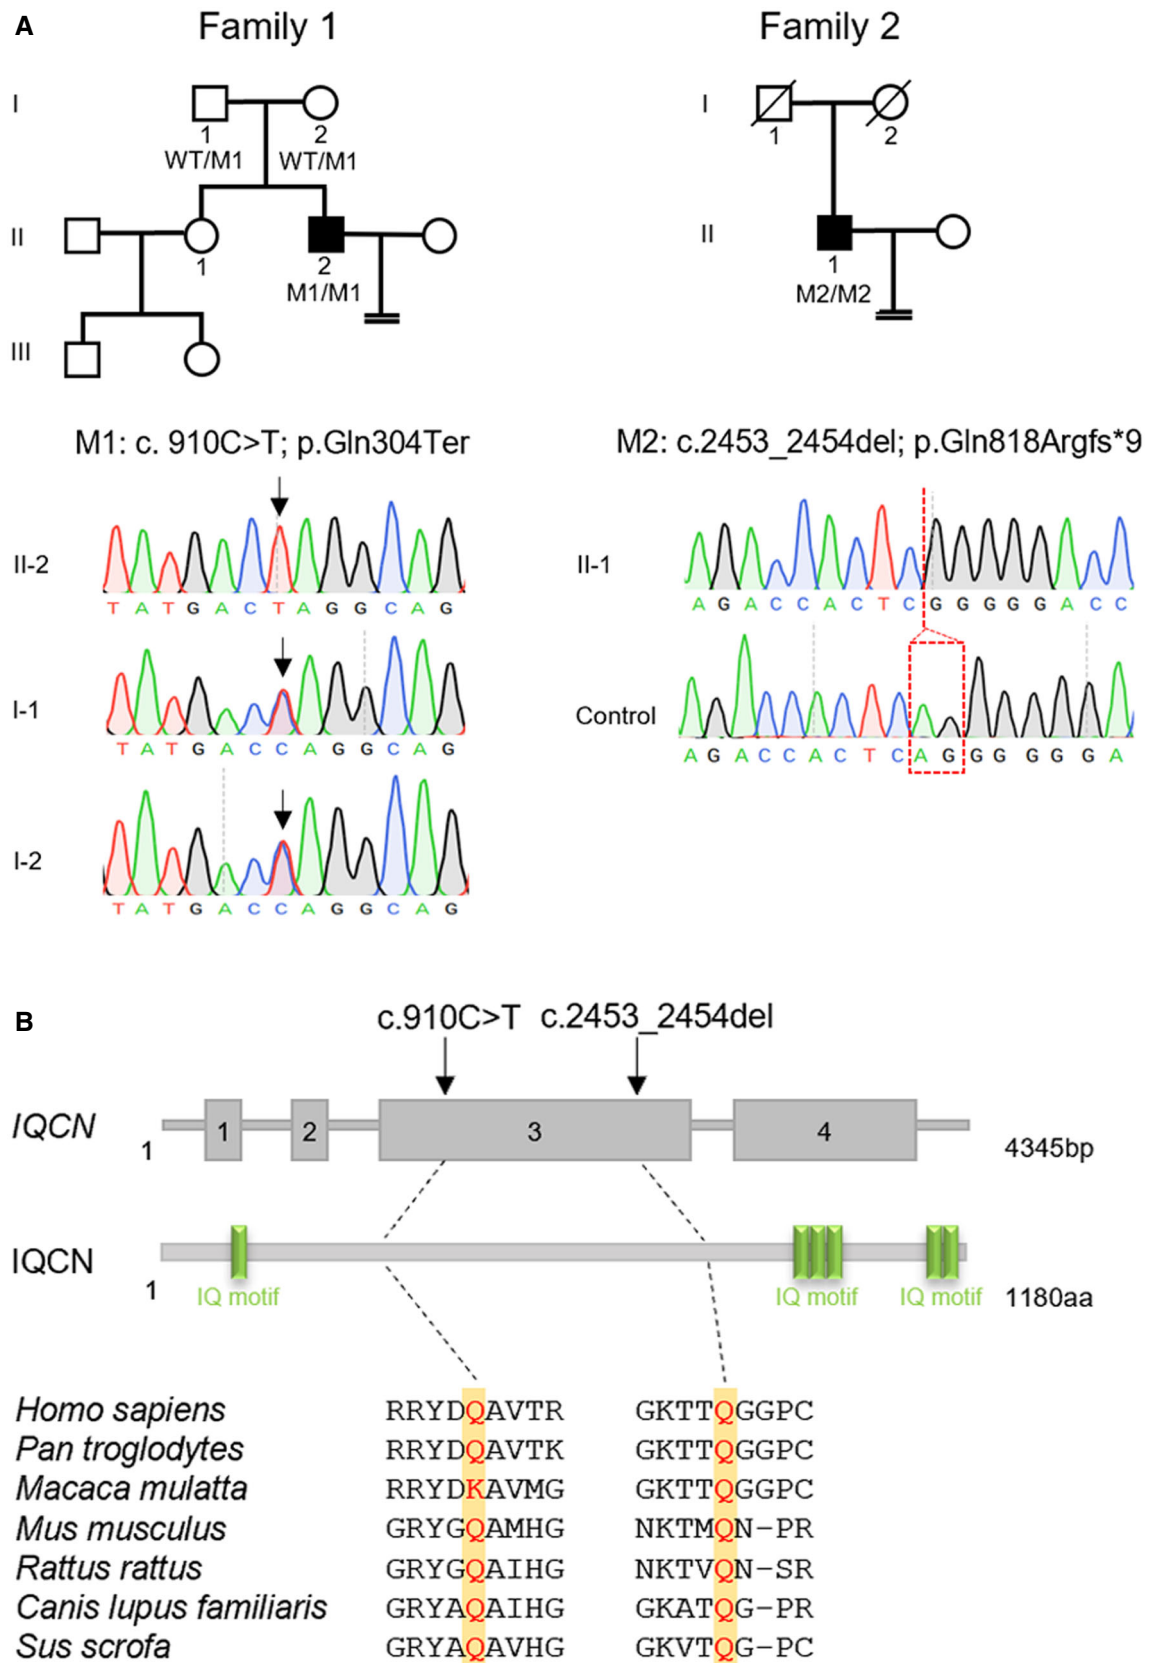 A
Family 1
Family 2
I
1
2
WT/M1
WT/M1
I
1
2
II
1
2
M1/M1
II
1
M2/M2
III
M1: c. 910C>T; p.Gln304Ter
M2: c.2453_2454del; p.Gln818Argfs*9
II-2
T A T G A C T A G G C A G
II-1
A G A C C A C T C G G G G G A C C
I-1
T A T G A C C A G G C A G
Control
A G A C C A C T C A G G G G G G A
I-2
T A T G A C C A G G C A G
B
c.910C>T c.2453_2454del
IQCN
1
1
2
3
4
4345bp
IQCN
1
IQ motif
IQ motif
IQ motif
1180aa
Homo sapiens RRYDQAVTR GKTTQGGPC
Pan troglodytes RRYDQAVTK GKTTQGGPC
Macaca mulatta RRYDKAVMG GKTTQGGPC
Mus musculus GRYGQAMHG NKTMQN-PR
Rattus rattus GRYGQAIHG NKTVQN-SR
Canis lupus familiaris GRYAQAIHG GKATQG-PR
Sus scrofa GRYAQAVHG GKVTQG-PC